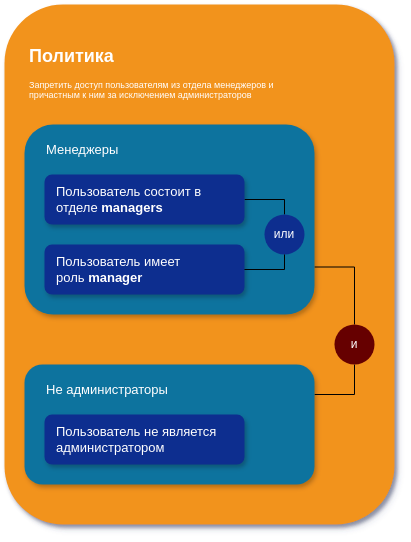 Политика
Запретить доступ пользователям из отдела менеджеров и
причастным к ним за исключением администраторов
Менеджеры
Пользователь состоит в
отделе managers
или
Пользователь имеет
роль manager
и
Не администраторы
Пользователь не является
администратором